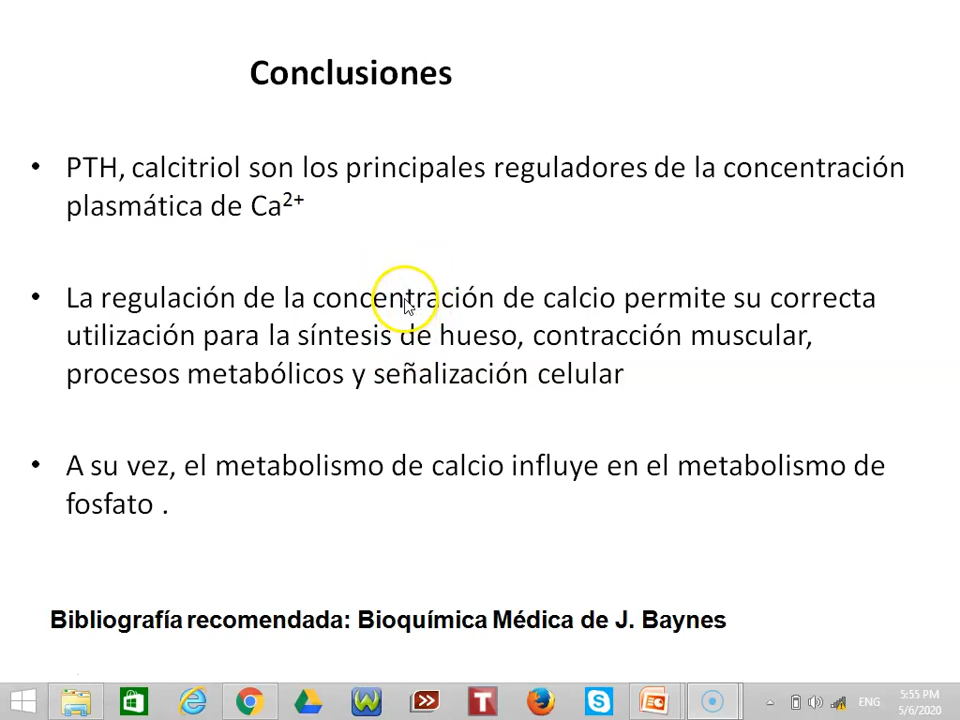 Conclusiones
• PTH, calcitriol son los principales reguladores de la concentración
plasmática de Ca²⁺
• La regulación de la concentración de calcio permite su correcta
utilización para la síntesis de hueso, contracción muscular,
procesos metabólicos y señalización celular
• A su vez, el metabolismo de calcio influye en el metabolismo de
fosfato .
Bibliografía recomendada: Bioquímica Médica de J. Baynes
ENG
5:55 PM
5/6/2020